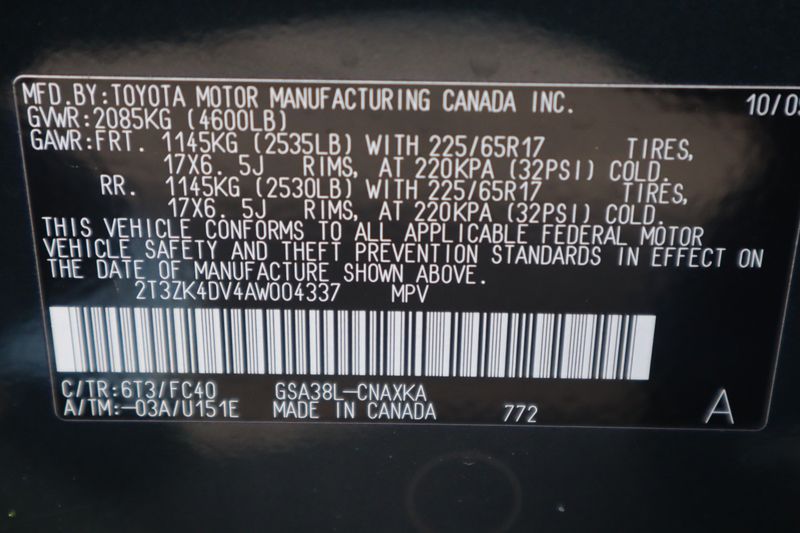 MFD.BY:TOYOTA MOTOR MANUFACTURING CANADA INC. 10/0
GVWR:2085KG (4600LB)
GAWR:FRT. 1145KG (2535LB) WITH 225/65R17 TIRES,
17X6. 5J RIMS, AT 220KPA (32PSI) COLD.
RR. 1145KG (2530LB) WITH 225/65R17 TIRES,
17X6. 5J RIMS, AT 220KPA (32PSI) COLD.
THIS VEHICLE CONFORMS TO ALL APPLICABLE FEDERAL MOTOR
VEHICLE SAFETY AND THEFT PREVENTION STANDARDS IN EFFECT ON
THE DATE OF MANUFACTURE SHOWN ABOVE.
2T3ZK4DV4AW004337 MPV
C/TR:6T3/FC40 GSA38L-CNAXKA
A/TM:-03A/U151E MADE IN CANADA 772 A